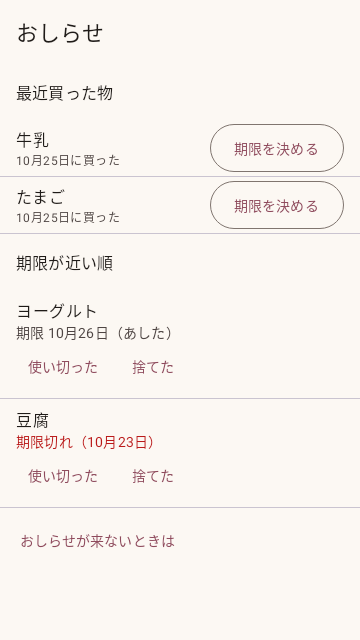 おしらせ
最近買った物
牛乳
10月25日に買った
期限を決める
たまご
10月25日に買った
期限を決める
期限が近い順
ヨーグルト
期限 10月26日（あした）
使い切った 捨てた
豆腐
期限切れ（10月23日）
使い切った 捨てた
おしらせが来ないときは